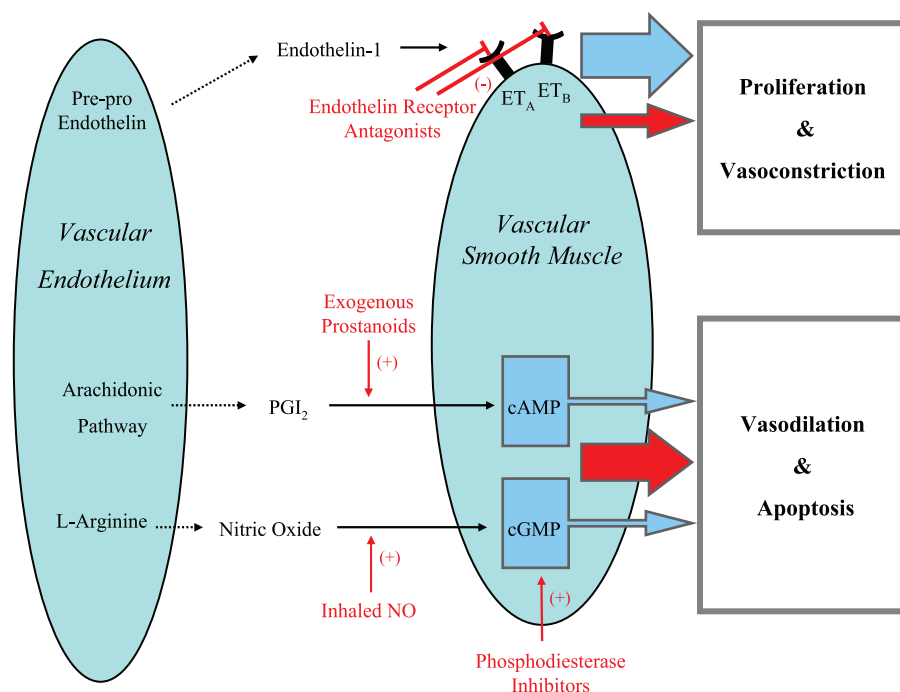 Pre-pro
Endothelin
Vascular
Endothelium
Arachidonic
Pathway
L-Arginine
Endothelin-1
(-)
Endothelin Receptor
Antagonists
ET_A
ET_B
Vascular
Smooth Muscle
Exogenous
Prostanoids
(+)
PGI₂
cAMP
Nitric Oxide
cGMP
(+)
Inhaled NO
(+)
Phosphodiesterase
Inhibitors
Proliferation
&
Vasoconstriction
Vasodilation
&
Apoptosis